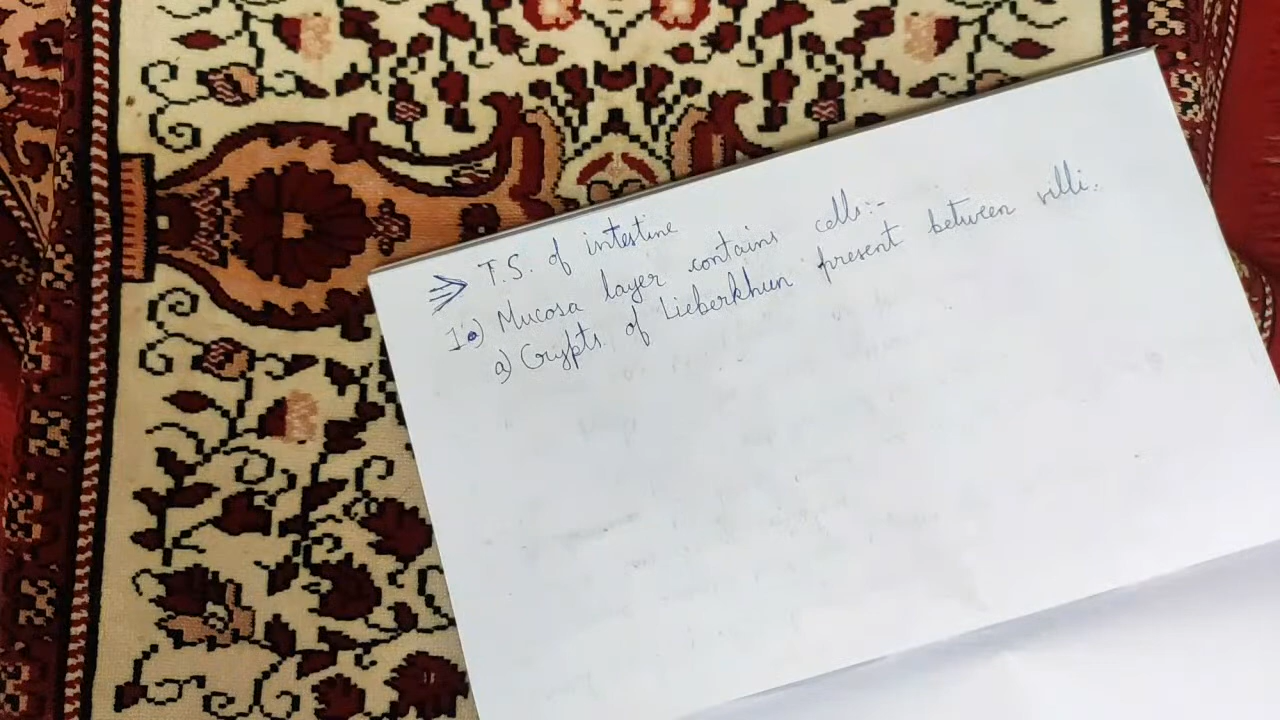 ⇒ T.S. of intestine
1•) Mucosa layer contains cells:-
a) Crypts of Lieberkhun present between villi.